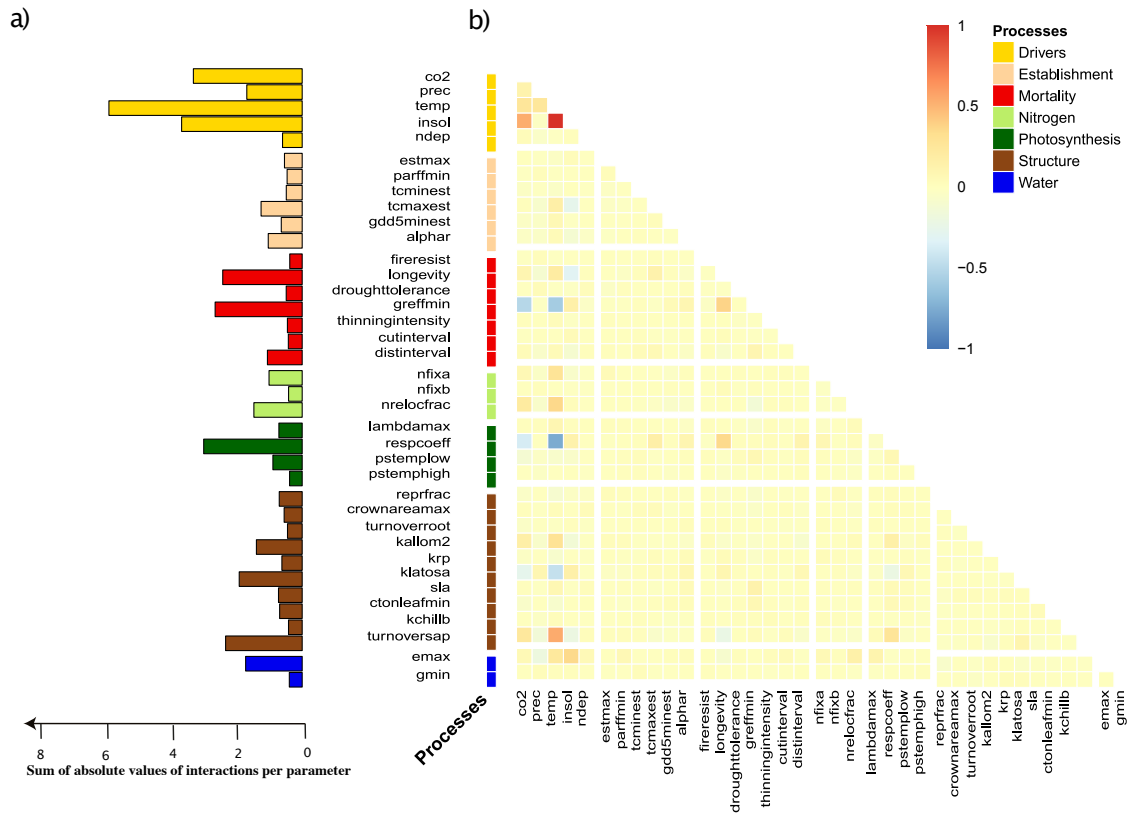 a)
b)
co2
prec
temp
insol
ndep
estmax
parffmin
tcminest
tcmaxest
gdd5minest
alphar
fireresist
longevity
droughttolerance
greffmin
thinningintensity
cutinterval
distinterval
nfixa
nfixb
nrelocfrac
lambdamax
respcoeff
pstemplow
pstemphigh
reprfrac
crownareamax
turnoverroot
kallom2
krp
klatosa
sla
ctonleafmin
kchillb
turnoversap
emax
gmin
8
6
4
2
0
Sum of absolute values of interactions per parameter
Processes
co2
prec
temp
insol
ndep
estmax
parffmin
tcminest
tcmaxest
gdd5minest
alphar
fireresist
longevity
droughttolerance
greffmin
thinningintensity
cutinterval
distinterval
nfixa
nfixb
nrelocfrac
lambdamax
respcoeff
pstemplow
pstemphigh
reprfrac
crownareamax
turnoverroot
kallom2
krp
klatosa
sla
ctonleafmin
kchillb
emax
gmin
1
0.5
0
−0.5
−1
Processes
Drivers
Establishment
Mortality
Nitrogen
Photosynthesis
Structure
Water